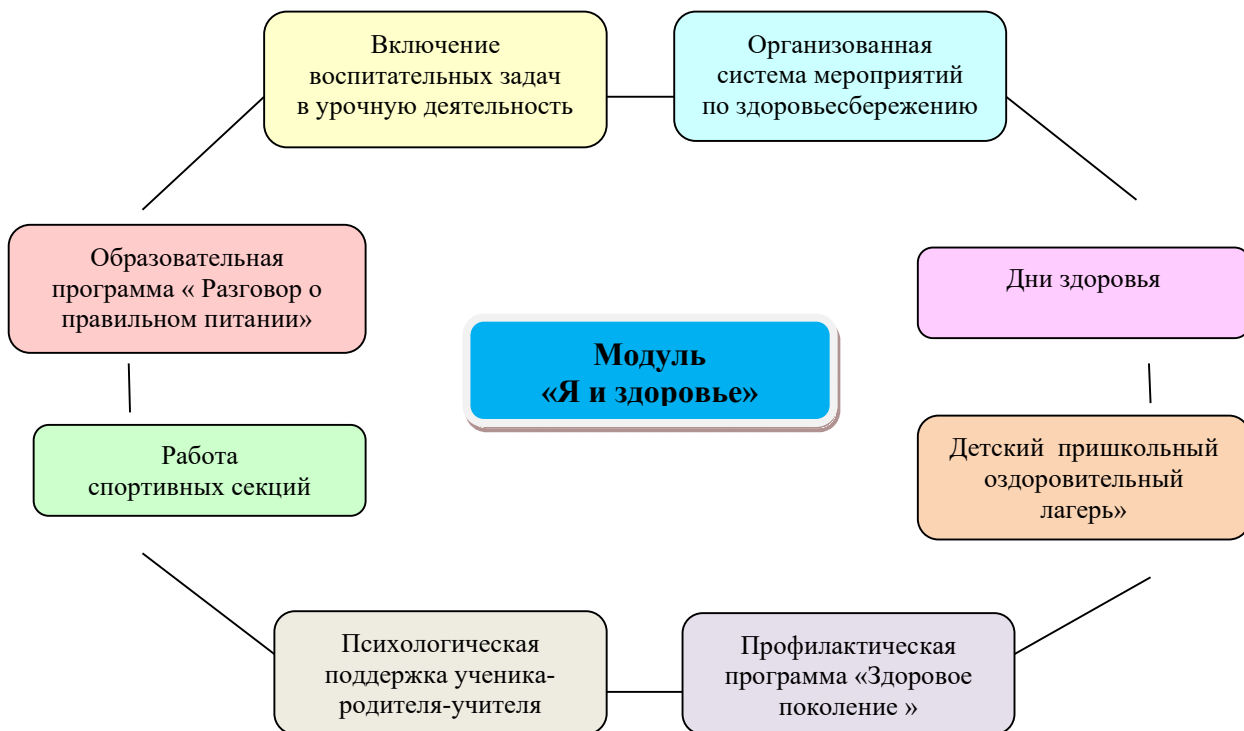 Включение
воспитательных задач
в урочную деятельность
Организованная
система мероприятий
по здоровьесбережению
Образовательная
программа « Разговор о
правильном питании»
Дни здоровья
Модуль
«Я и здоровье»
Работа
спортивных секций
Детский пришкольный
оздоровительный
лагерь»
Психологическая
поддержка ученика-
родителя-учителя
Профилактическая
программа «Здоровое
поколение »